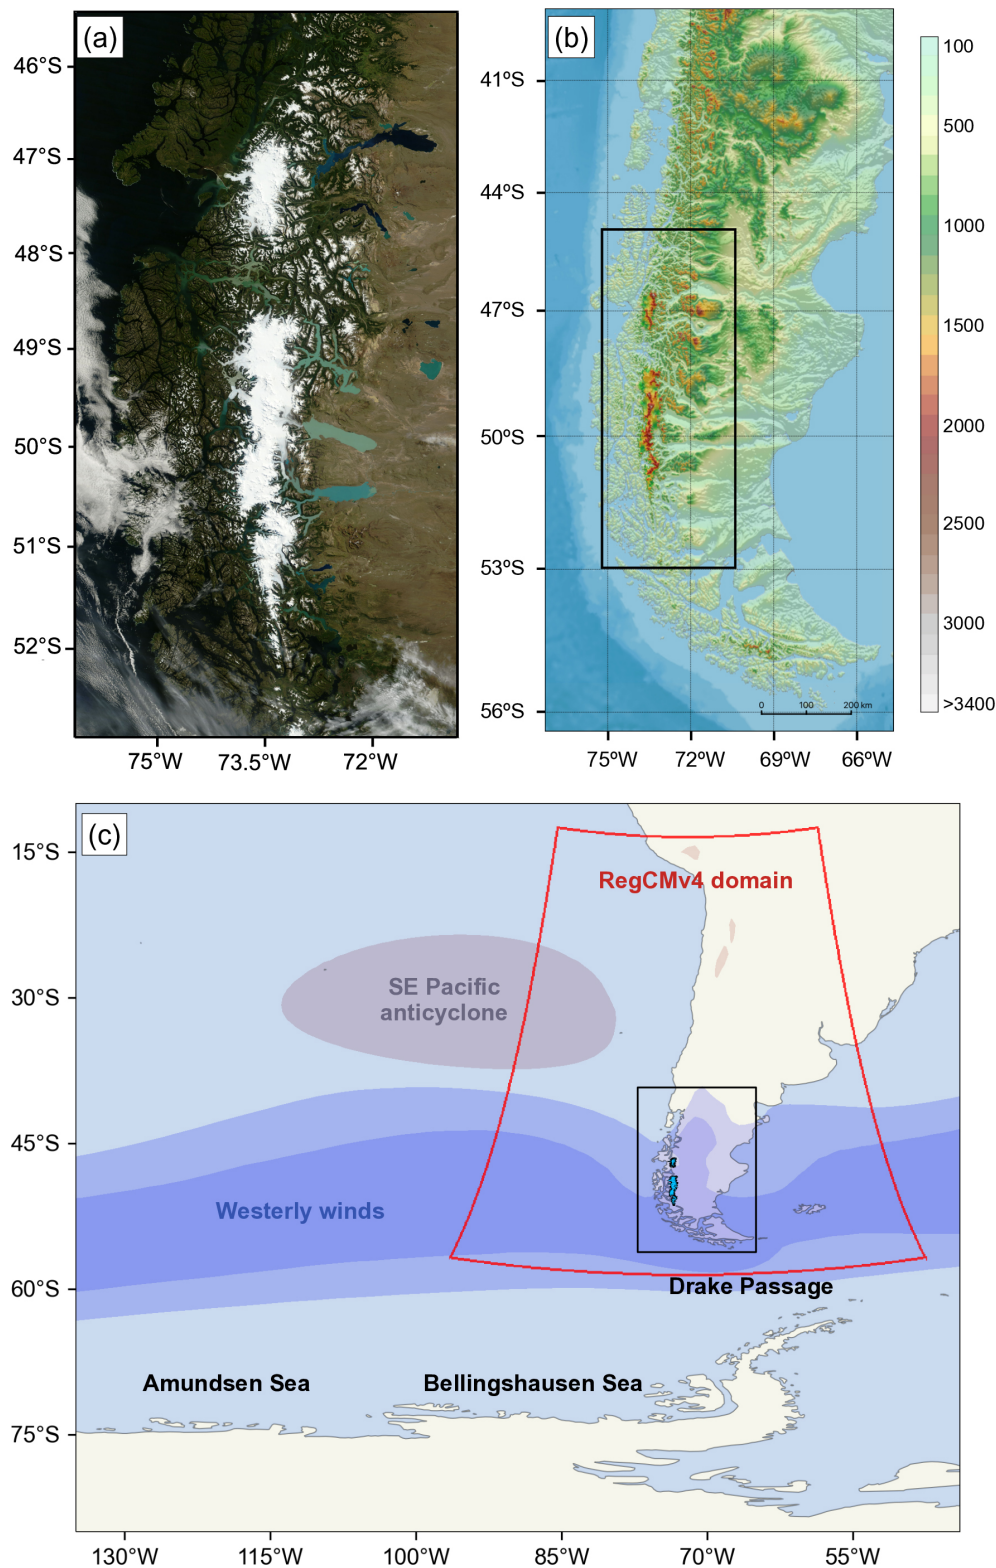 (a)
46°S
47°S
48°S
49°S
50°S
51°S
52°S
75°W
73.5°W
72°W
(b)
41°S
44°S
47°S
50°S
53°S
56°S
0 100 200 km
75°W
72°W
69°W
66°W
100
500
1000
1500
2000
2500
3000
>3400
(c)
15°S
30°S
45°S
60°S
75°S
RegCMv4 domain
SE Pacific
anticyclone
Westerly winds
Drake Passage
Amundsen Sea
Bellingshausen Sea
130°W
115°W
100°W
85°W
70°W
55°W